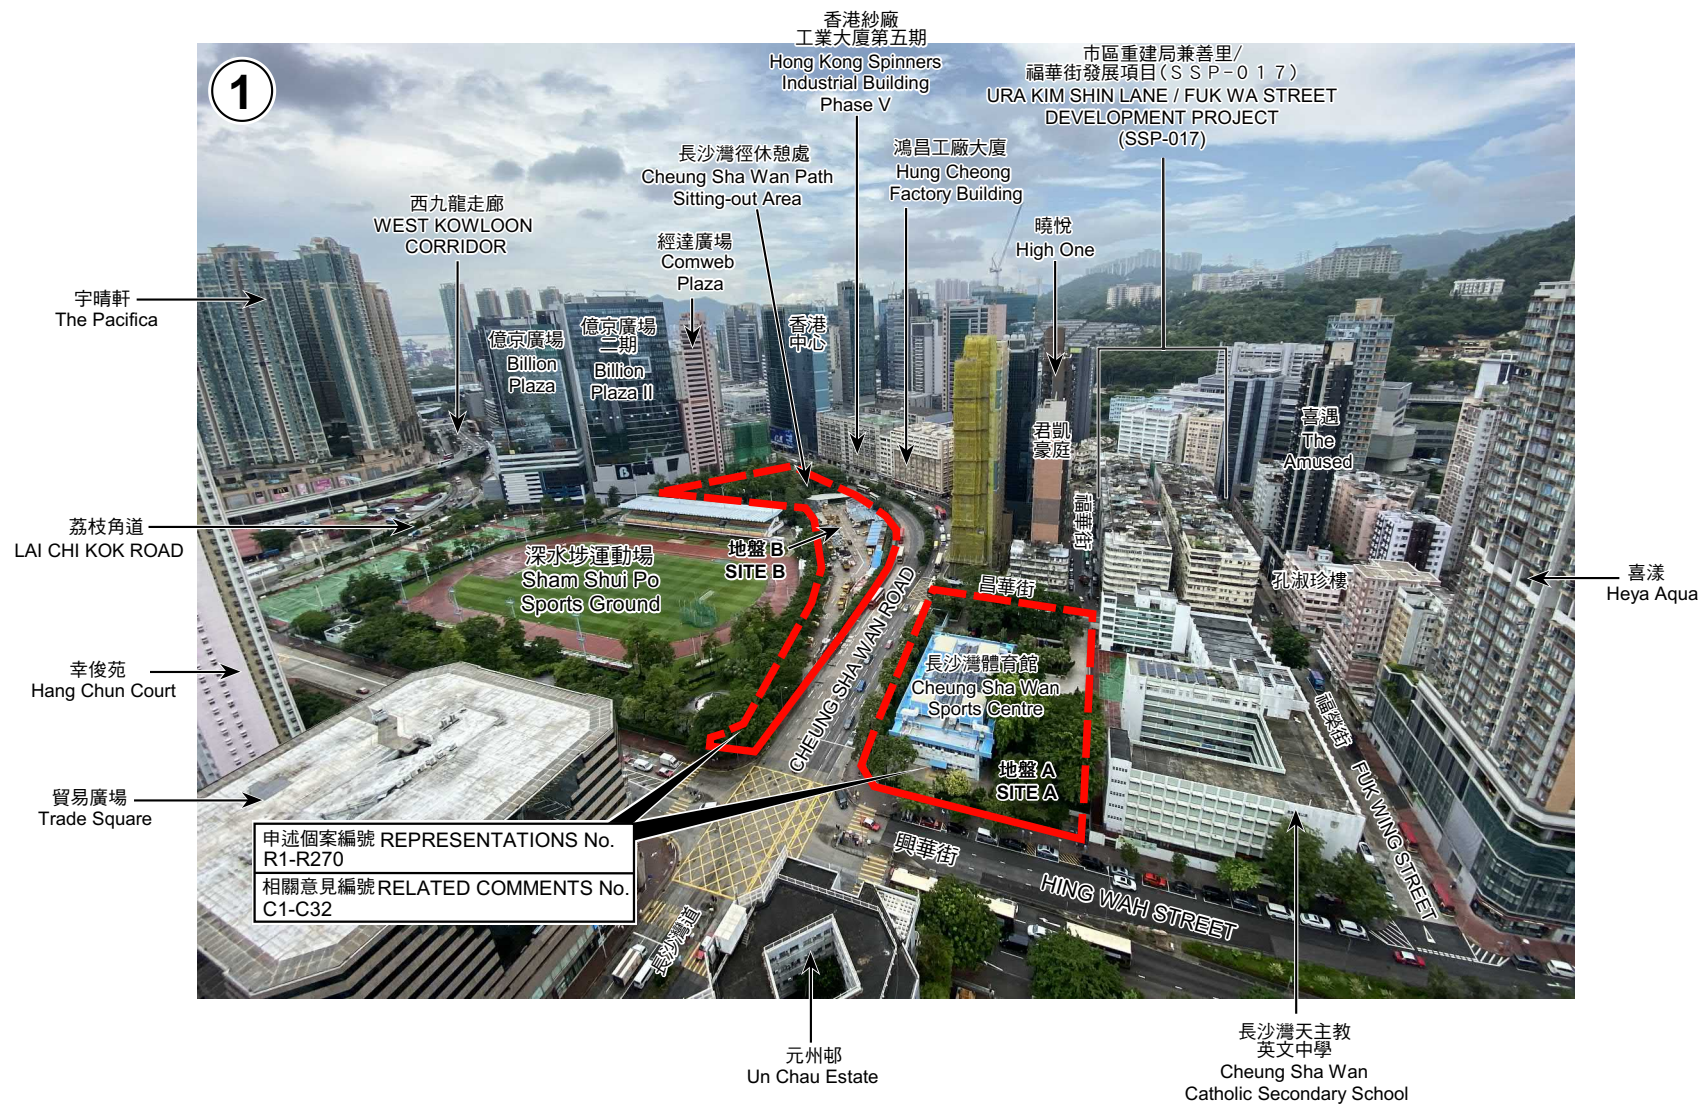 1
香港紗廠
工業大廈第五期
Hong Kong Spinners
Industrial Building
Phase V
市區重建局兼善里/
福華街發展項目(SSP-017)
URA KIM SHIN LANE / FUK WA STREET
DEVELOPMENT PROJECT
(SSP-017)
長沙灣徑休憩處
Cheung Sha Wan Path
Sitting-out Area
鴻昌工廠大廈
Hung Cheong
Factory Building
西九龍走廊
WEST KOWLOON
CORRIDOR
經達廣場
Comweb
Plaza
曉悅
High One
宇晴軒
The Pacifica
億京廣場
Billion
Plaza
億京廣場
二期
Billion
Plaza II
香港
中心
君凱
豪庭
喜遇
The
Amused
福華街
荔枝角道
LAI CHI KOK ROAD
深水埗運動場
Sham Shui Po
Sports Ground
地盤 B
SITE B
昌華街
孔淑珍樓
喜漾
Heya Aqua
CHEUNG SHA WAN ROAD
長沙灣體育館
Cheung Sha Wan
Sports Centre
幸俊苑
Hang Chun Court
福榮街
FUK WING STREET
地盤 A
SITE A
貿易廣場
Trade Square
申述個案編號 REPRESENTATIONS No.
R1-R270
相關意見編號 RELATED COMMENTS No.
C1-C32
興華街
HING WAH STREET
長沙灣道
元州邨
Un Chau Estate
長沙灣天主教
英文中學
Cheung Sha Wan
Catholic Secondary School